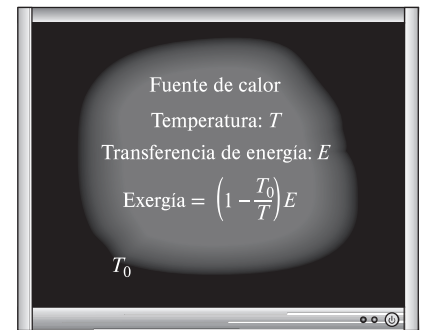 Fuente de calor
Temperatura: T
Transferencia de energía: E
Exergía = (1 − T₀/T) E
T₀